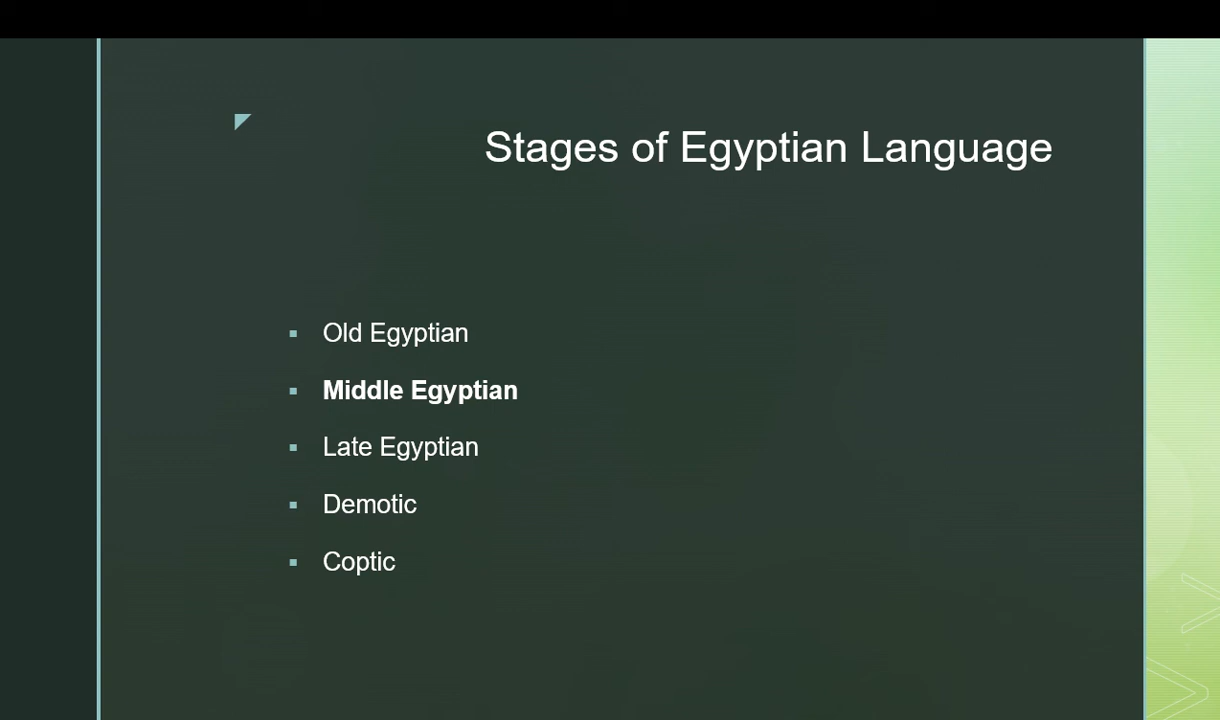 Stages of Egyptian Language
Old Egyptian
Middle Egyptian
Late Egyptian
Demotic
Coptic